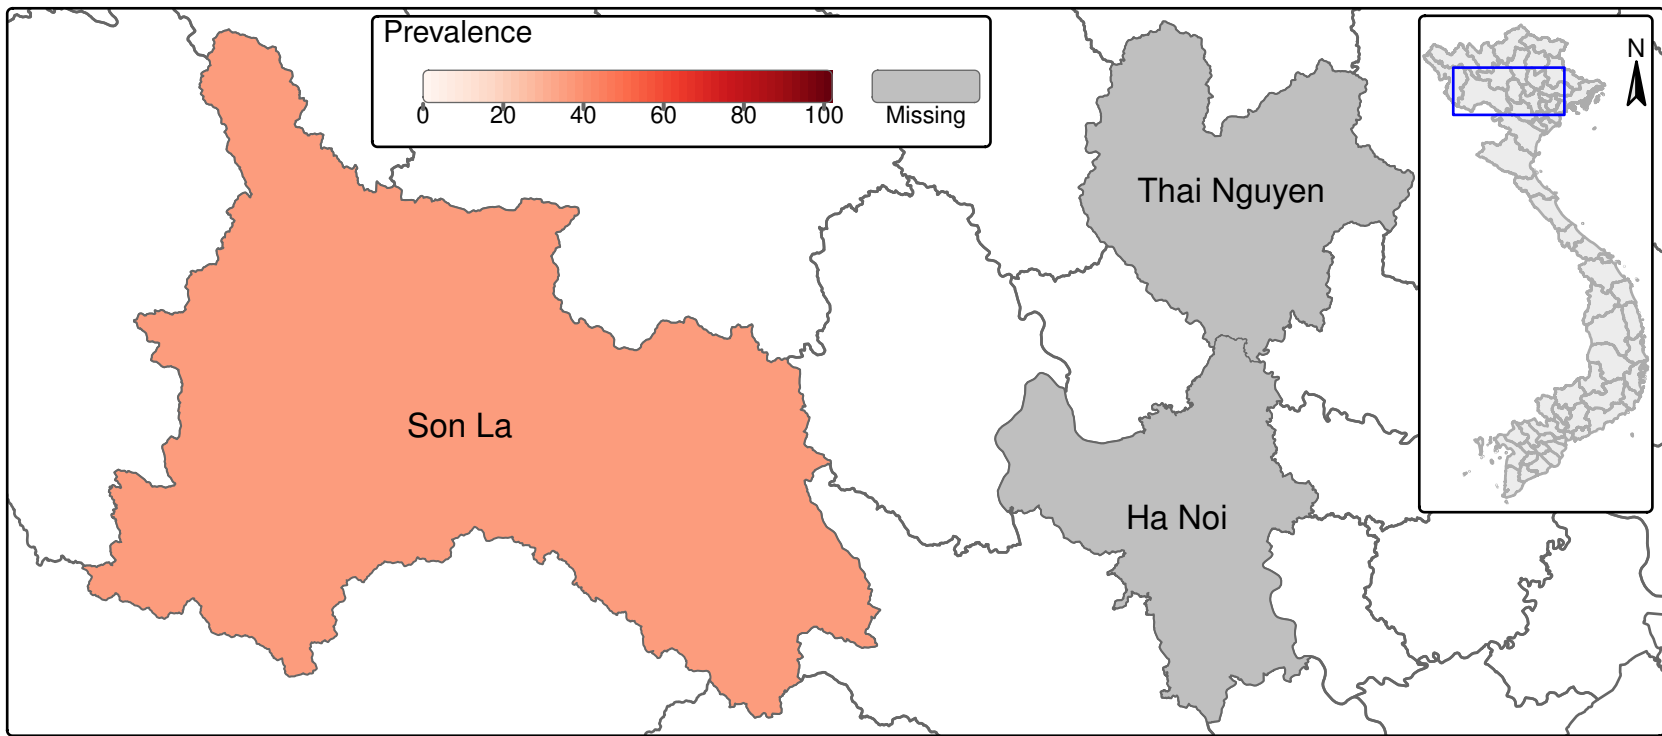 Prevalence
0 20 40 60 80 100
Missing
N
Thai Nguyen
Son La
Ha Noi